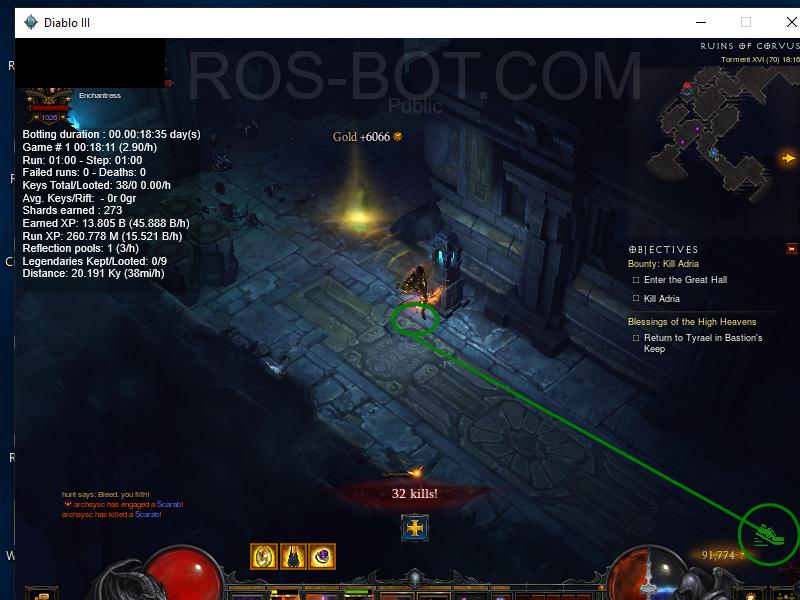 Diablo III
RUINS OF CORVUS
Torment XVI (70) 18:16
ROS-BOT.COM
Public
Enchantress
1026
Botting duration : 00.00:18:35 day(s)
Game # 1 00:18:11 (2.90/h)
Run: 01:00 - Step: 01:00
Failed runs: 0 - Deaths: 0
Keys Total/Looted: 38/0 0.00/h
Avg. Keys/Rift:  - 0r 0gr
Shards earned : 273
Earned XP: 13.805 B (45.888 B/h)
Run XP: 260.778 M (15.521 B/h)
Reflection pools: 1 (3/h)
Legendaries Kept/Looted: 0/9
Distance: 20.191 Ky (38mi/h)
Gold +6066
OBJECTIVES
Bounty: Kill Adria
Enter the Great Hall
Kill Adria
Blessings of the High Heavens
Return to Tyrael in Bastion's
Keep
32 kills!
hunt says: Bleed, you filth!
archsysc has engaged a Scarab!
archsysc has killed a Scarab!
91,774
R
R
Ci
R
W